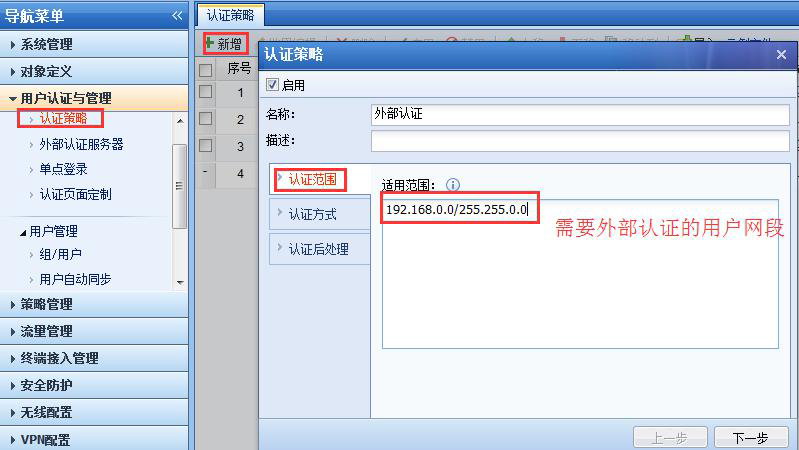 导航菜单
系统管理
对象定义
用户认证与管理
认证策略
外部认证服务器
单点登录
认证页面定制
用户管理
组/用户
用户自动同步
策略管理
流量管理
终端接入管理
安全防护
无线配置
VPN配置
认证策略
新增
序号
1
2
3
- 4
认证策略
启用
名称: 外部认证
描述:
认证范围
认证方式
认证后处理
适用范围:
192.168.0.0/255.255.0.0
需要外部认证的用户网段
上一步 下一步